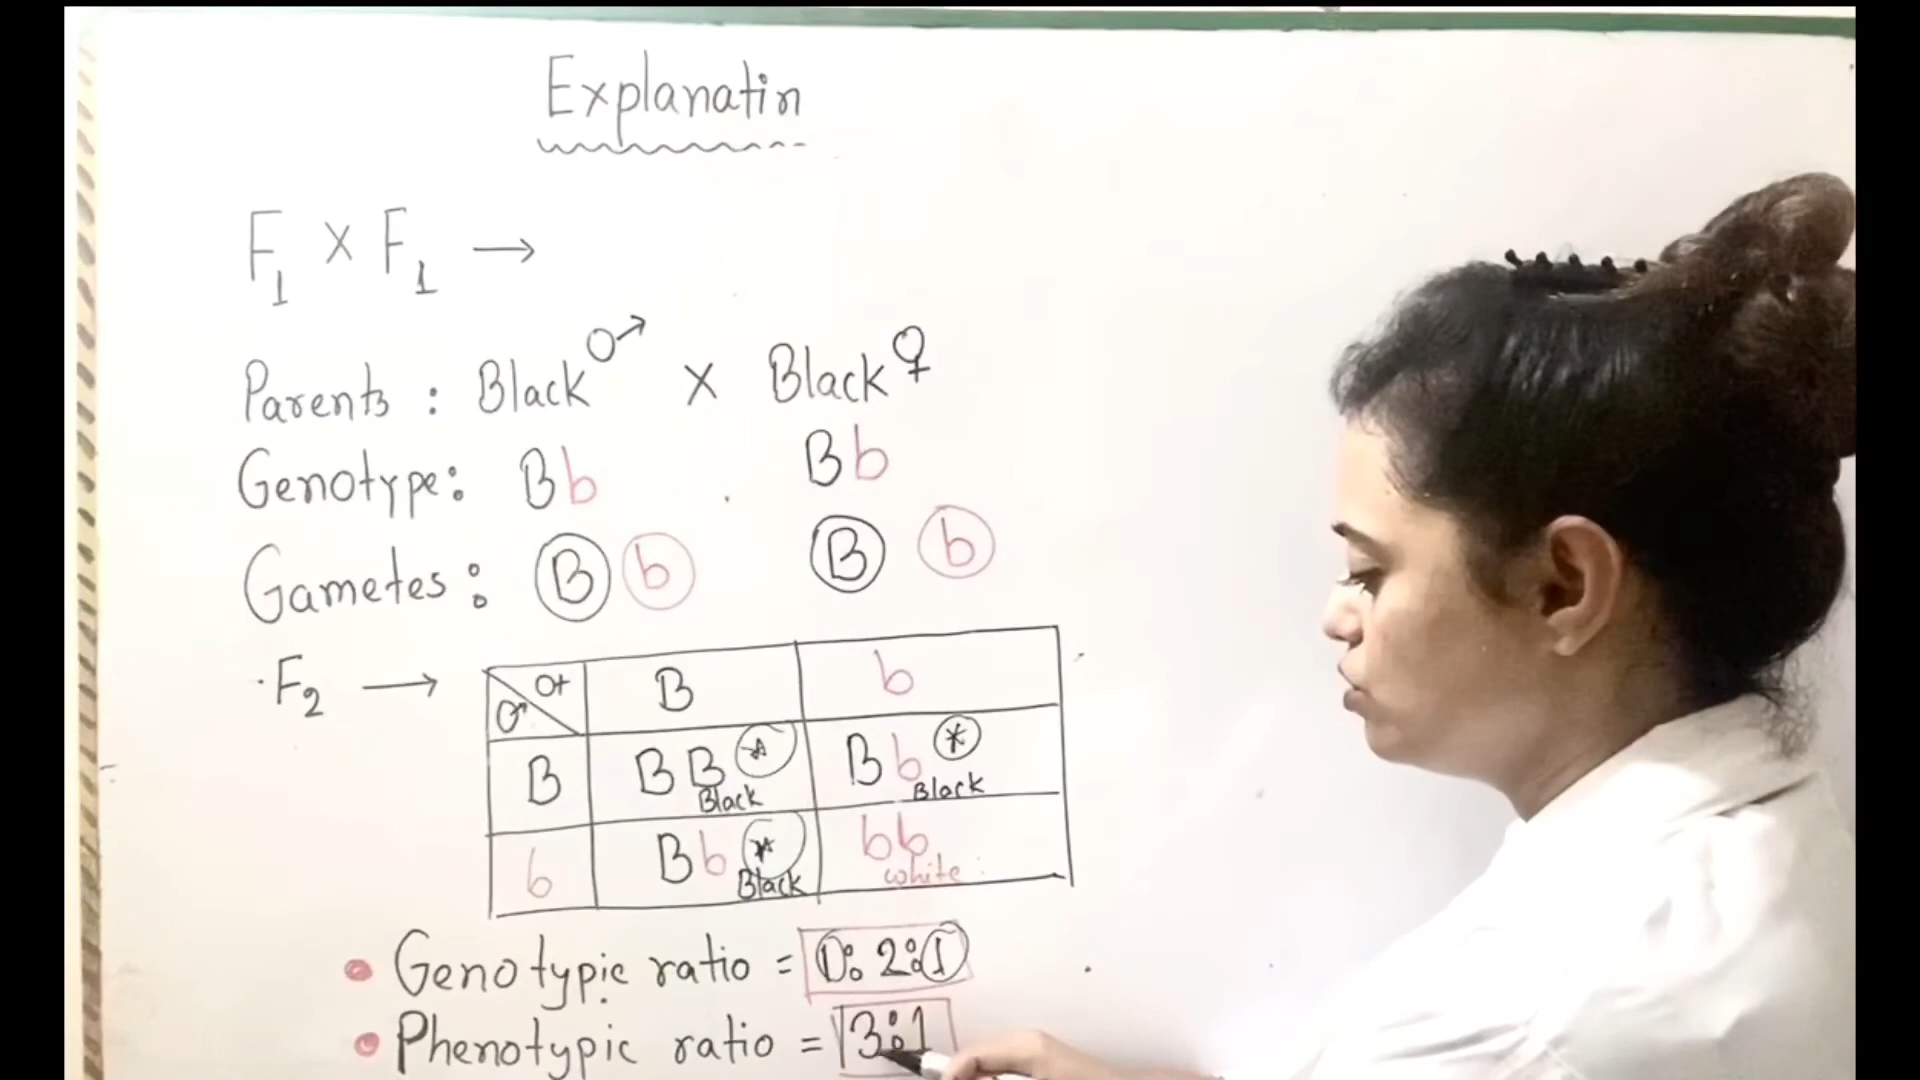 Explanatin
F1 X F1 →
Parents : Black ♂ X Black ♀
Genotype: Bb Bb
Gametes: B b B b
F2 →
♀ B b
♂
B BB * Bb *
Black Black
b Bb * bb
Black white
• Genotypic ratio = 1:2:1
• Phenotypic ratio = 3:1